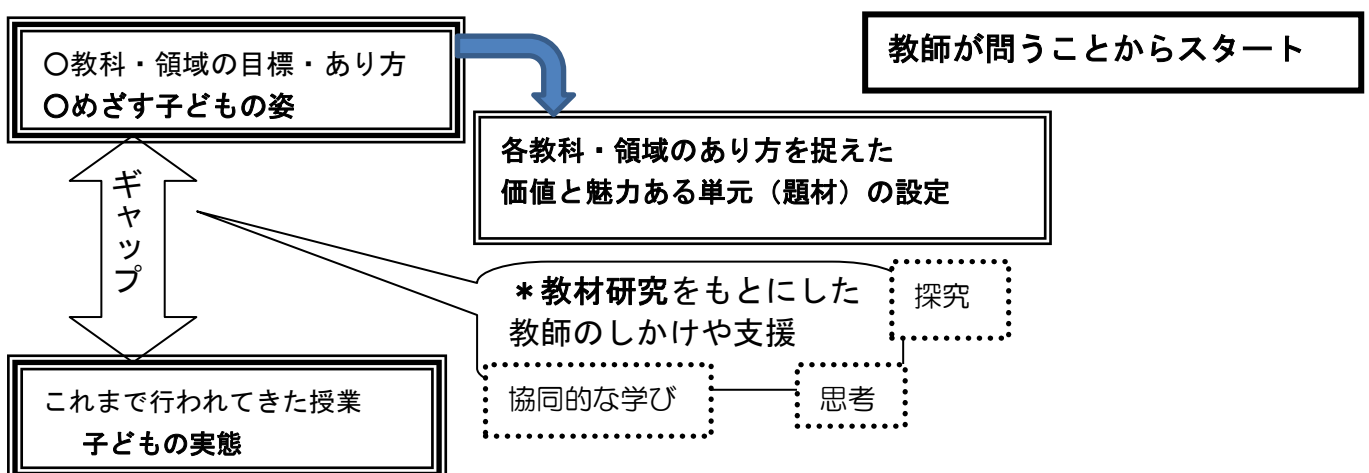 教師が問うことからスタート
○教科・領域の目標・あり方
○めざす子どもの姿
各教科・領域のあり方を捉えた
価値と魅力ある単元（題材）の設定
ギャップ
＊教材研究をもとにした
教師のしかけや支援
探究
協同的な学び
思考
これまで行われてきた授業
子どもの実態